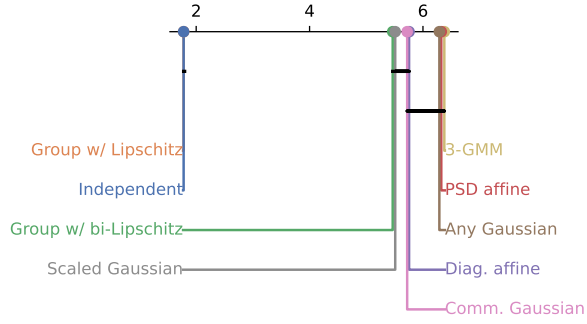 2 4 6
Group w/ Lipschitz 3-GMM
Independent PSD affine
Group w/ bi-Lipschitz Any Gaussian
Scaled Gaussian Diag. affine
Comm. Gaussian